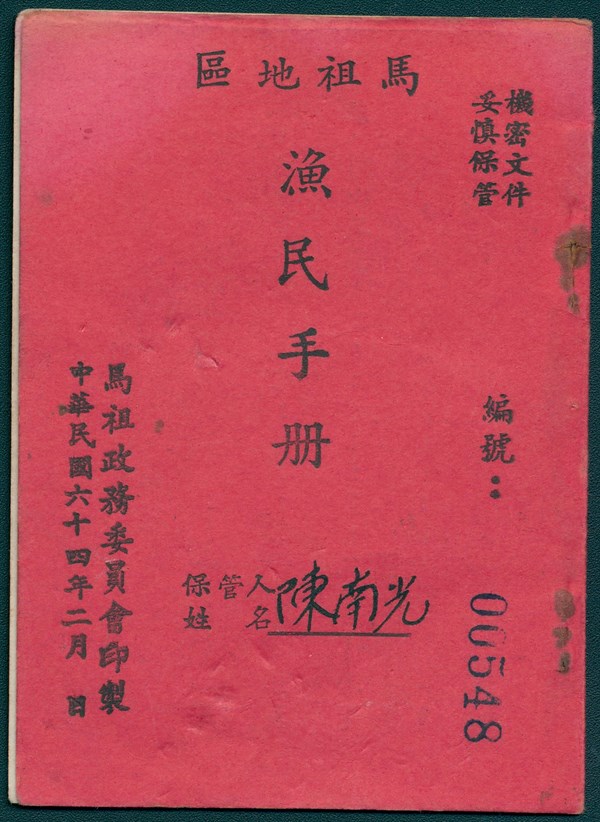 機密文件
妥慎保管
馬祖地區
漁民手册
編號：
00548
保管人
姓名
陳南光
馬祖政務委員會印製
中華民國六十四年二月 日